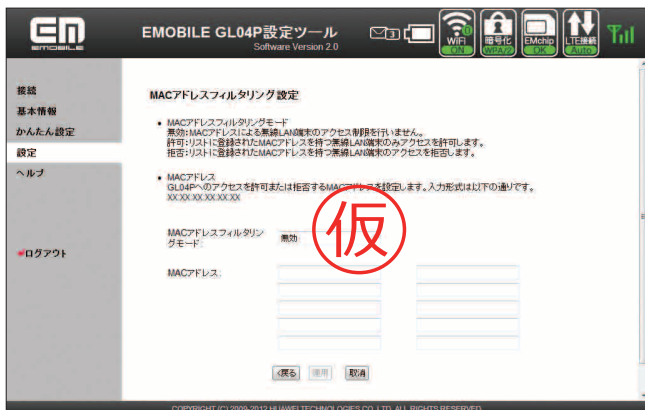 EM
EMOBILE
EMOBILE GL04P設定ツール
Software Version 2.0
3
WiFi
ON
暗号化
WPA/2
EMchip
OK
LTE接続
Auto
接続
基本情報
かんたん設定
設定
ヘルプ
ログアウト
MACアドレスフィルタリング設定
• MACアドレスフィルタリングモード
無効:MACアドレスによる無線LAN端末のアクセス制限を行いません。
許可:リストに登録されたMACアドレスを持つ無線LAN端末のみアクセスを許可します。
拒否:リストに登録されたMACアドレスを持つ無線LAN端末のアクセスを拒否します。
• MACアドレス
GL04Pへのアクセスを許可または拒否するMACアドレスを設定します。入力形式は以下の通りです。
XX:XX:XX:XX:XX:XX
仮
MACアドレスフィルタリン
グモード:
無効
MACアドレス:
<戻る 適用 取消
COPYRIGHT (C) 2009-2012 HUAWEI TECHNOLOGIES CO., LTD. ALL RIGHTS RESERVED.